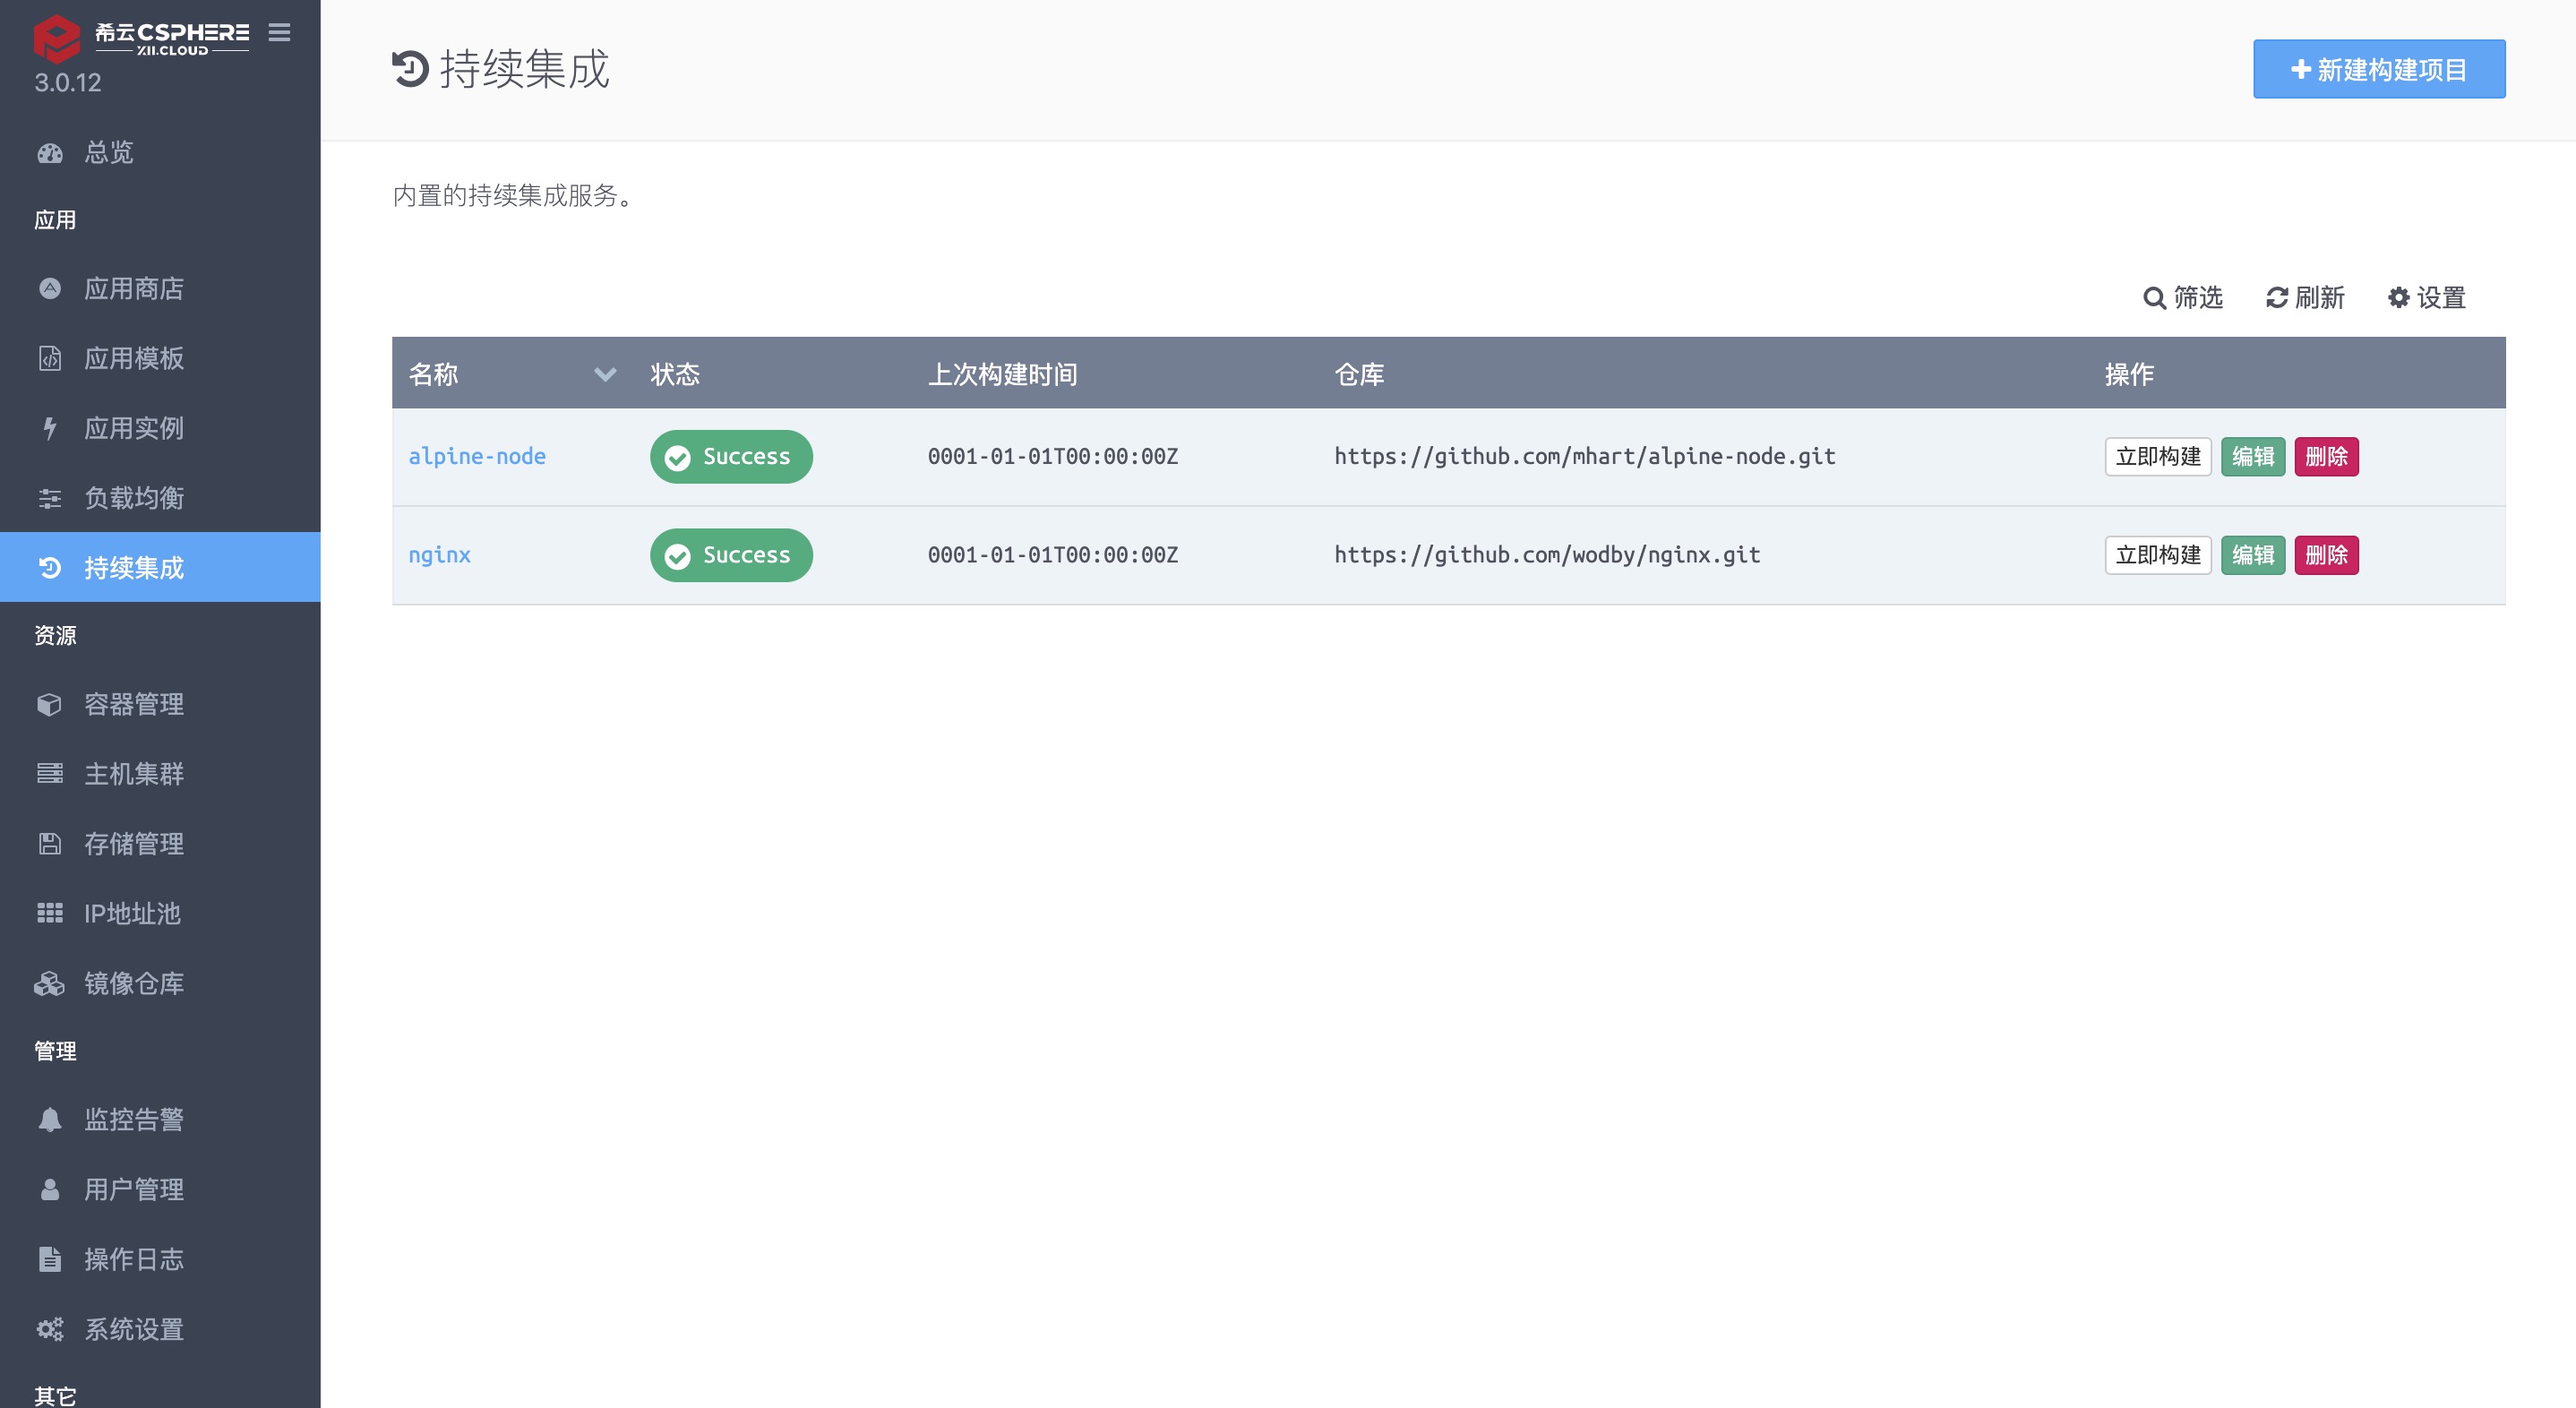 希云CSPHERE
XII.CLOUD
3.0.12
总览
应用
应用商店
应用模板
应用实例
负载均衡
持续集成
资源
容器管理
主机集群
存储管理
IP地址池
镜像仓库
管理
监控告警
用户管理
操作日志
系统设置
其它
持续集成
新建构建项目
内置的持续集成服务。
筛选 刷新 设置
名称 状态 上次构建时间 仓库 操作
alpine-node Success 0001-01-01T00:00:00Z https://github.com/mhart/alpine-node.git 立即构建 编辑 删除
nginx Success 0001-01-01T00:00:00Z https://github.com/wodby/nginx.git 立即构建 编辑 删除